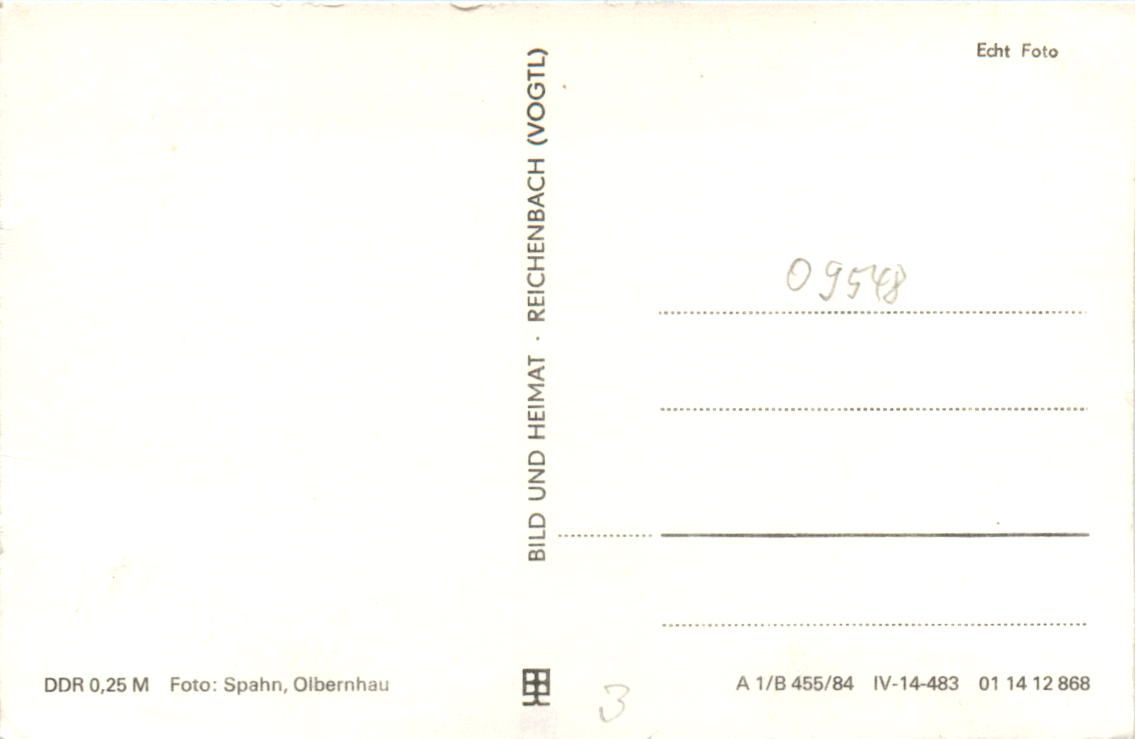 Echt Foto
BILD UND HEIMAT · REICHENBACH (VOGTL)
09548
DDR 0,25 M Foto: Spahn, Olbernhau
3
A 1/B 455/84 IV-14-483 01 14 12 868